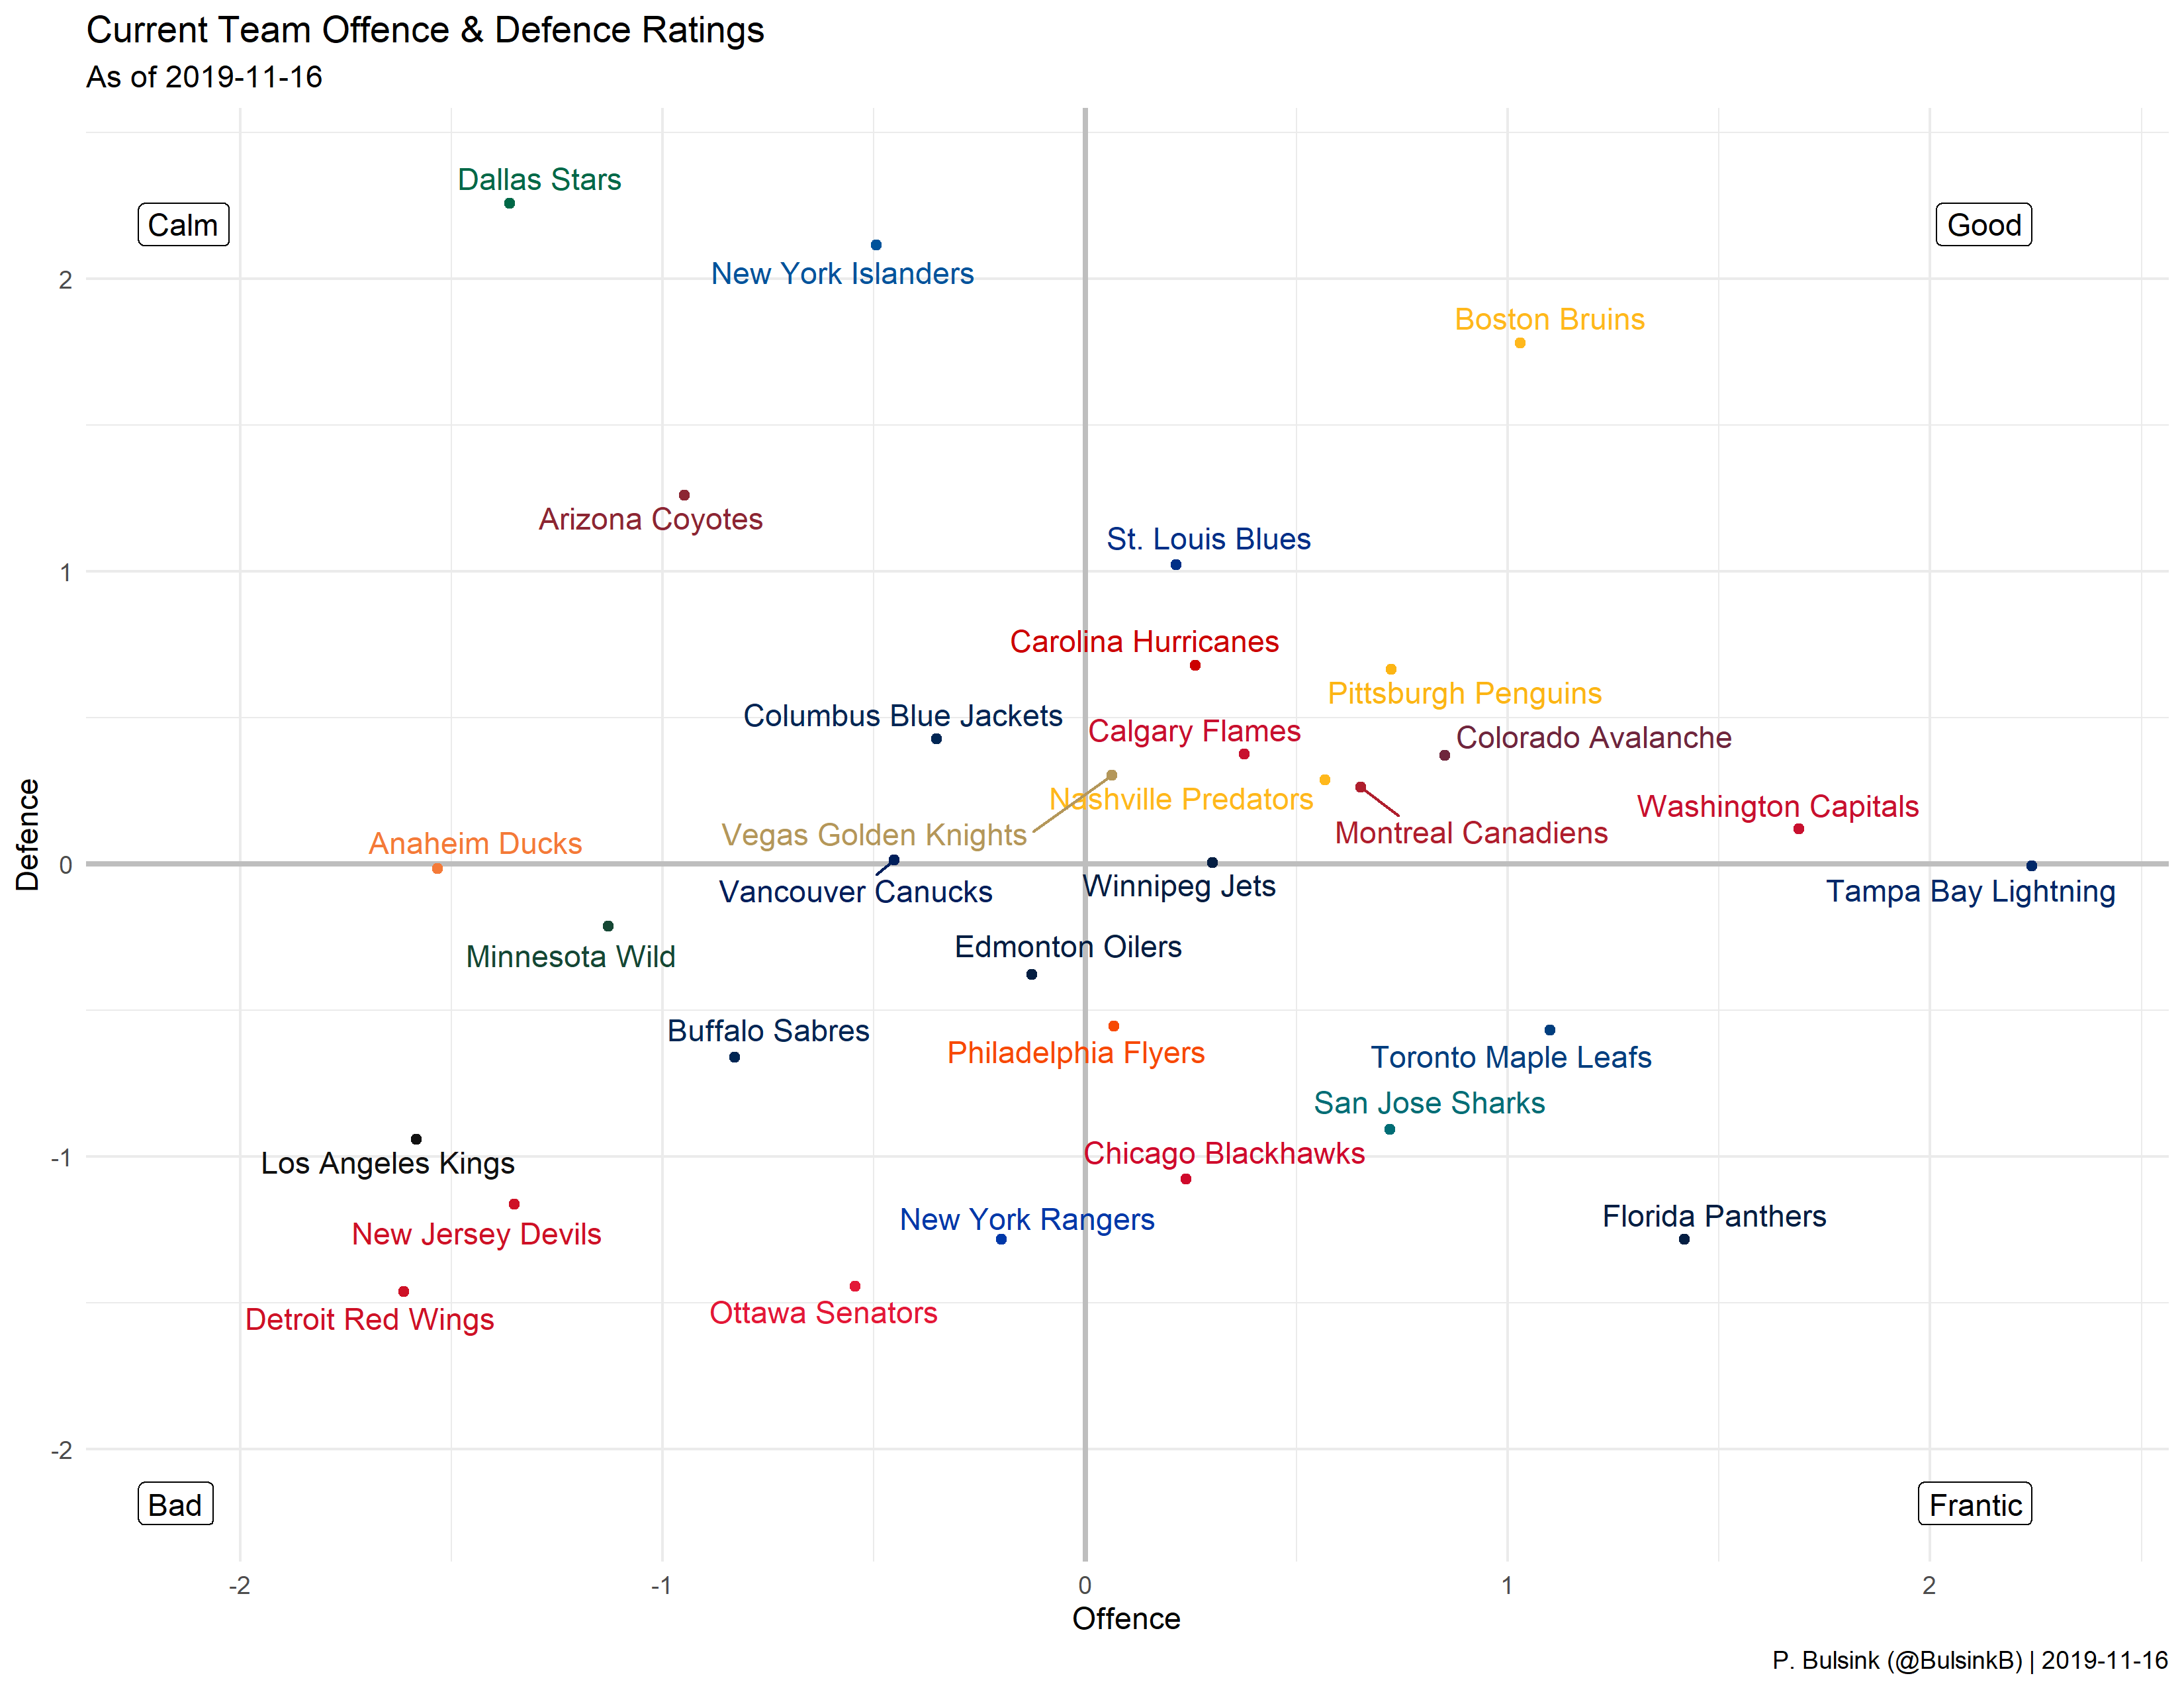 Current Team Offence & Defence Ratings
As of 2019-11-16
Dallas Stars
Calm
Good
New York Islanders
2
Boston Bruins
Arizona Coyotes
St. Louis Blues
1
Carolina Hurricanes
Pittsburgh Penguins
Columbus Blue Jackets
Calgary Flames
Colorado Avalanche
Nashville Predators
Washington Capitals
Vegas Golden Knights
Montreal Canadiens
Anaheim Ducks
Defence
0
Vancouver Canucks
Winnipeg Jets
Tampa Bay Lightning
Edmonton Oilers
Minnesota Wild
Buffalo Sabres
Philadelphia Flyers
Toronto Maple Leafs
San Jose Sharks
Chicago Blackhawks
-1
Los Angeles Kings
New York Rangers
Florida Panthers
New Jersey Devils
Ottawa Senators
Detroit Red Wings
-2
Bad
Frantic
-2
-1
0
1
2
Offence
P. Bulsink (@BulsinkB) | 2019-11-16